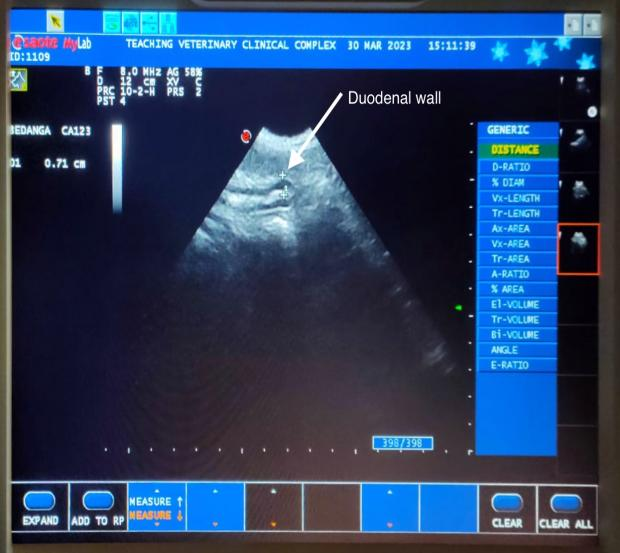 esaote MyLab TEACHING VETERINARY CLINICAL COMPLEX 30 MAR 2023 15:11:39
ID:1109
B F 8.0 MHz AG 58%
D 12 cm XV C
PRC 10-2-H PRS 2
PST 4
Duodenal wall
BEDANGA CA123
D1 0.71 cm
GENERIC
DISTANCE
D-RATIO
% DIAM
Vx-LENGTH
Tr-LENGTH
Ax-AREA
Vx-AREA
Tr-AREA
A-RATIO
% AREA
El-VOLUME
Tr-VOLUME
Bi-VOLUME
ANGLE
E-RATIO
398/398
EXPAND
ADD TO RP
MEASURE ↑
MEASURE ↓
CLEAR
CLEAR ALL